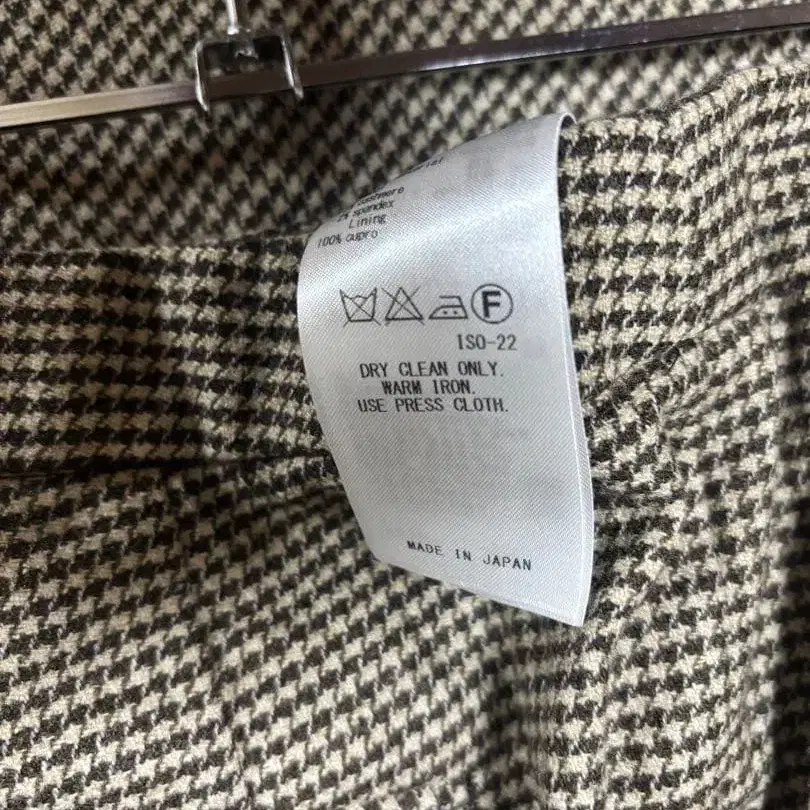 cashmere
2% spandex
Lining
100% cupro
F
ISO-22
DRY CLEAN ONLY.
WARM IRON.
USE PRESS CLOTH.
MADE IN JAPAN